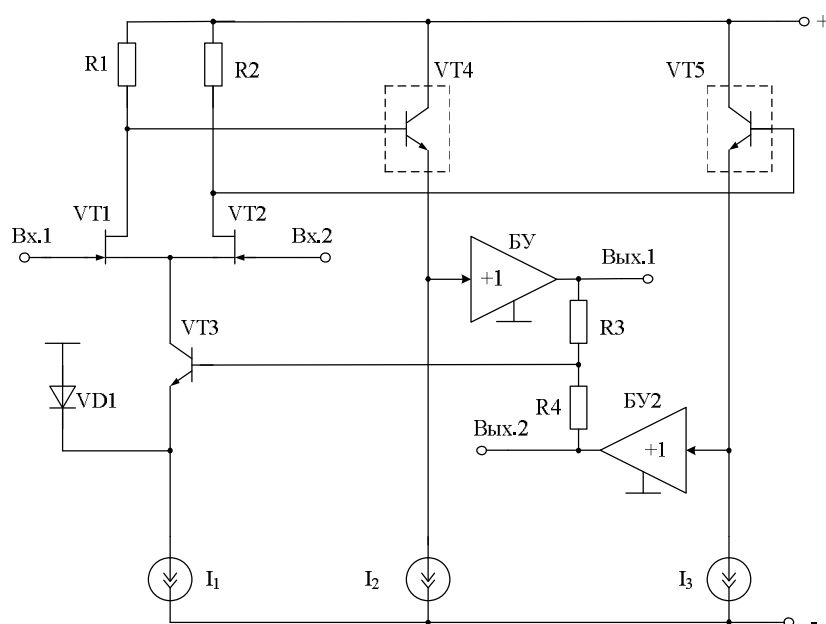 +
R1
R2
VT4
VT5
VT1
VT2
Вх.1
Вх.2
БУ
+1
Вых.1
VT3
R3
VD1
R4
БУ2
Вых.2
+1
I₁
I₂
I₃
-